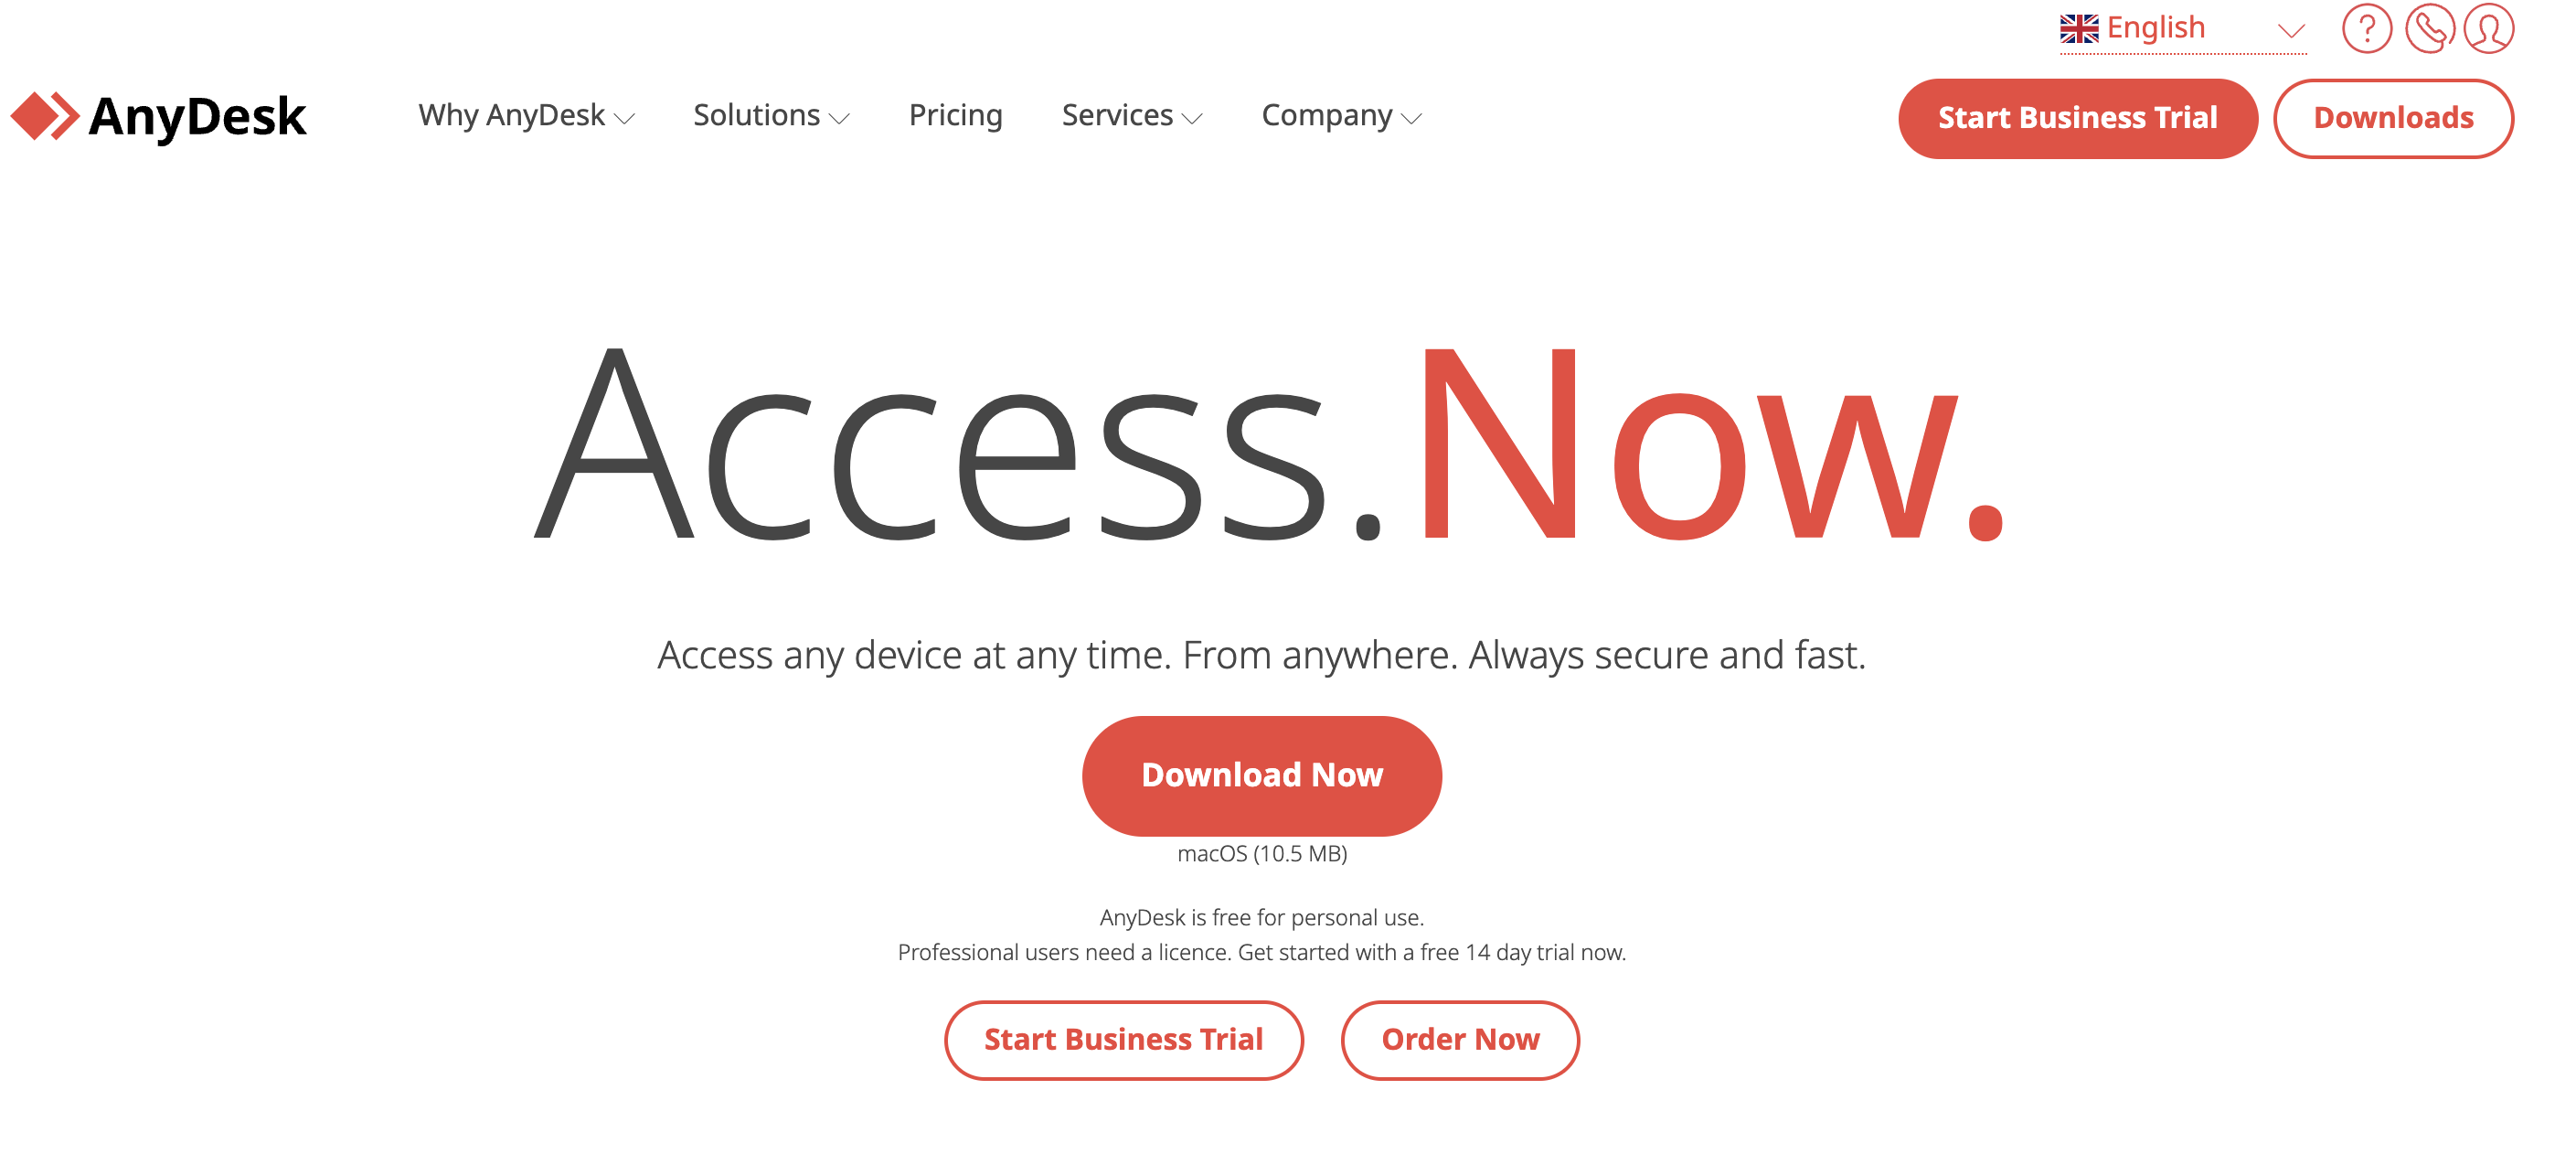 English
AnyDesk
Why AnyDesk
Solutions
Pricing
Services
Company
Start Business Trial
Downloads
Access.Now.
Access any device at any time. From anywhere. Always secure and fast.
Download Now
macOS (10.5 MB)
AnyDesk is free for personal use.
Professional users need a licence. Get started with a free 14 day trial now.
Start Business Trial
Order Now